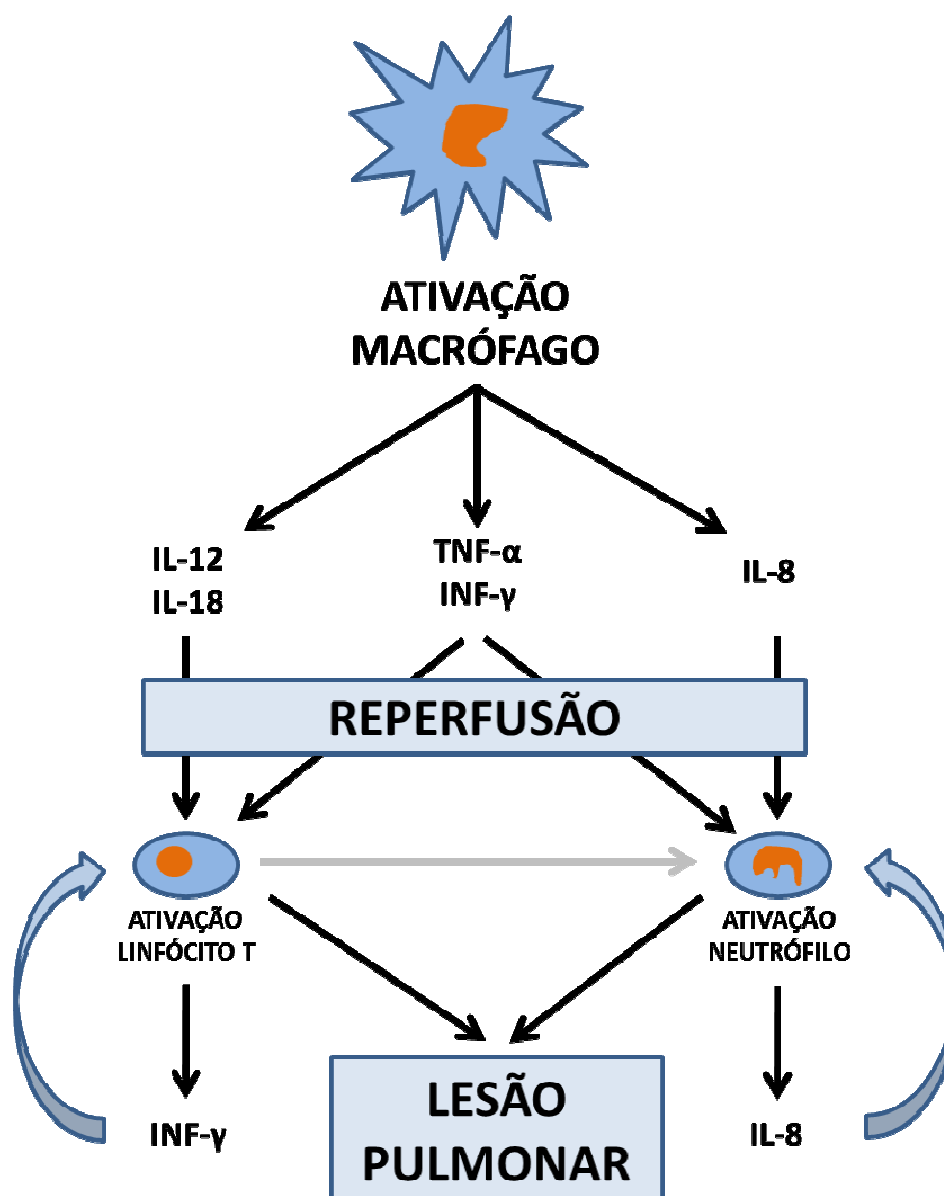 ATIVAÇÃO
MACRÓFAGO
IL-12
IL-18
TNF-α
INF-γ
IL-8
REPERFUSÃO
ATIVAÇÃO
LINFÓCITO T
ATIVAÇÃO
NEUTRÓFILO
INF-γ
LESÃO
PULMONAR
IL-8